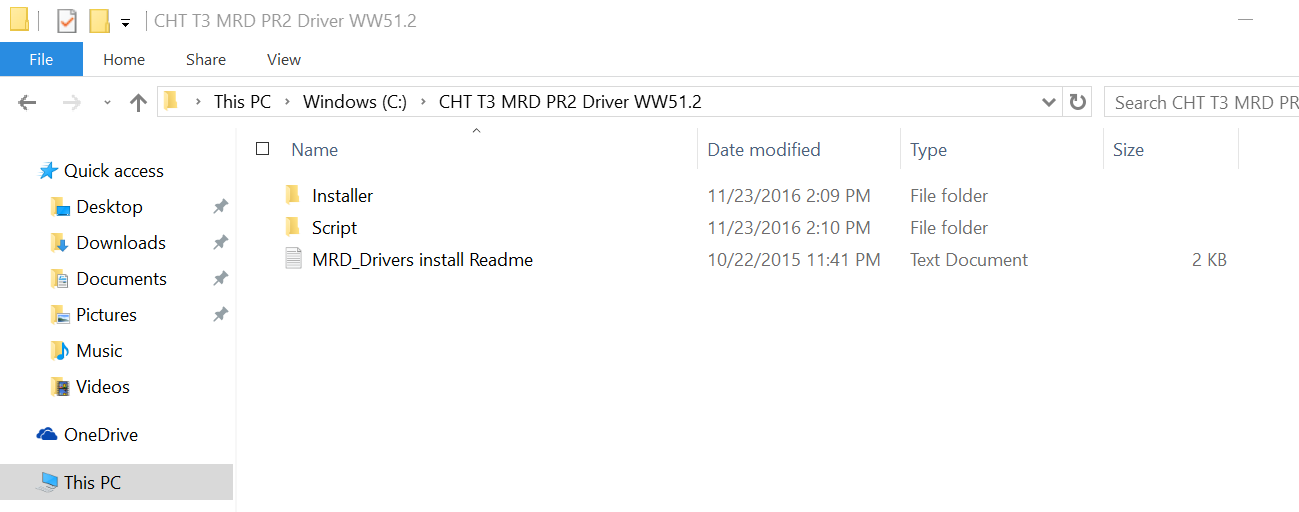 CHT T3 MRD PR2 Driver WW51.2
File Home Share View
This PC Windows (C:) CHT T3 MRD PR2 Driver WW51.2 Search CHT T3 MRD PR
Name Date modified Type Size
Quick access
Desktop
Downloads
Documents
Pictures
Music
Videos
OneDrive
This PC
Installer 11/23/2016 2:09 PM File folder
Script 11/23/2016 2:10 PM File folder
MRD_Drivers install Readme 10/22/2015 11:41 PM Text Document 2 KB